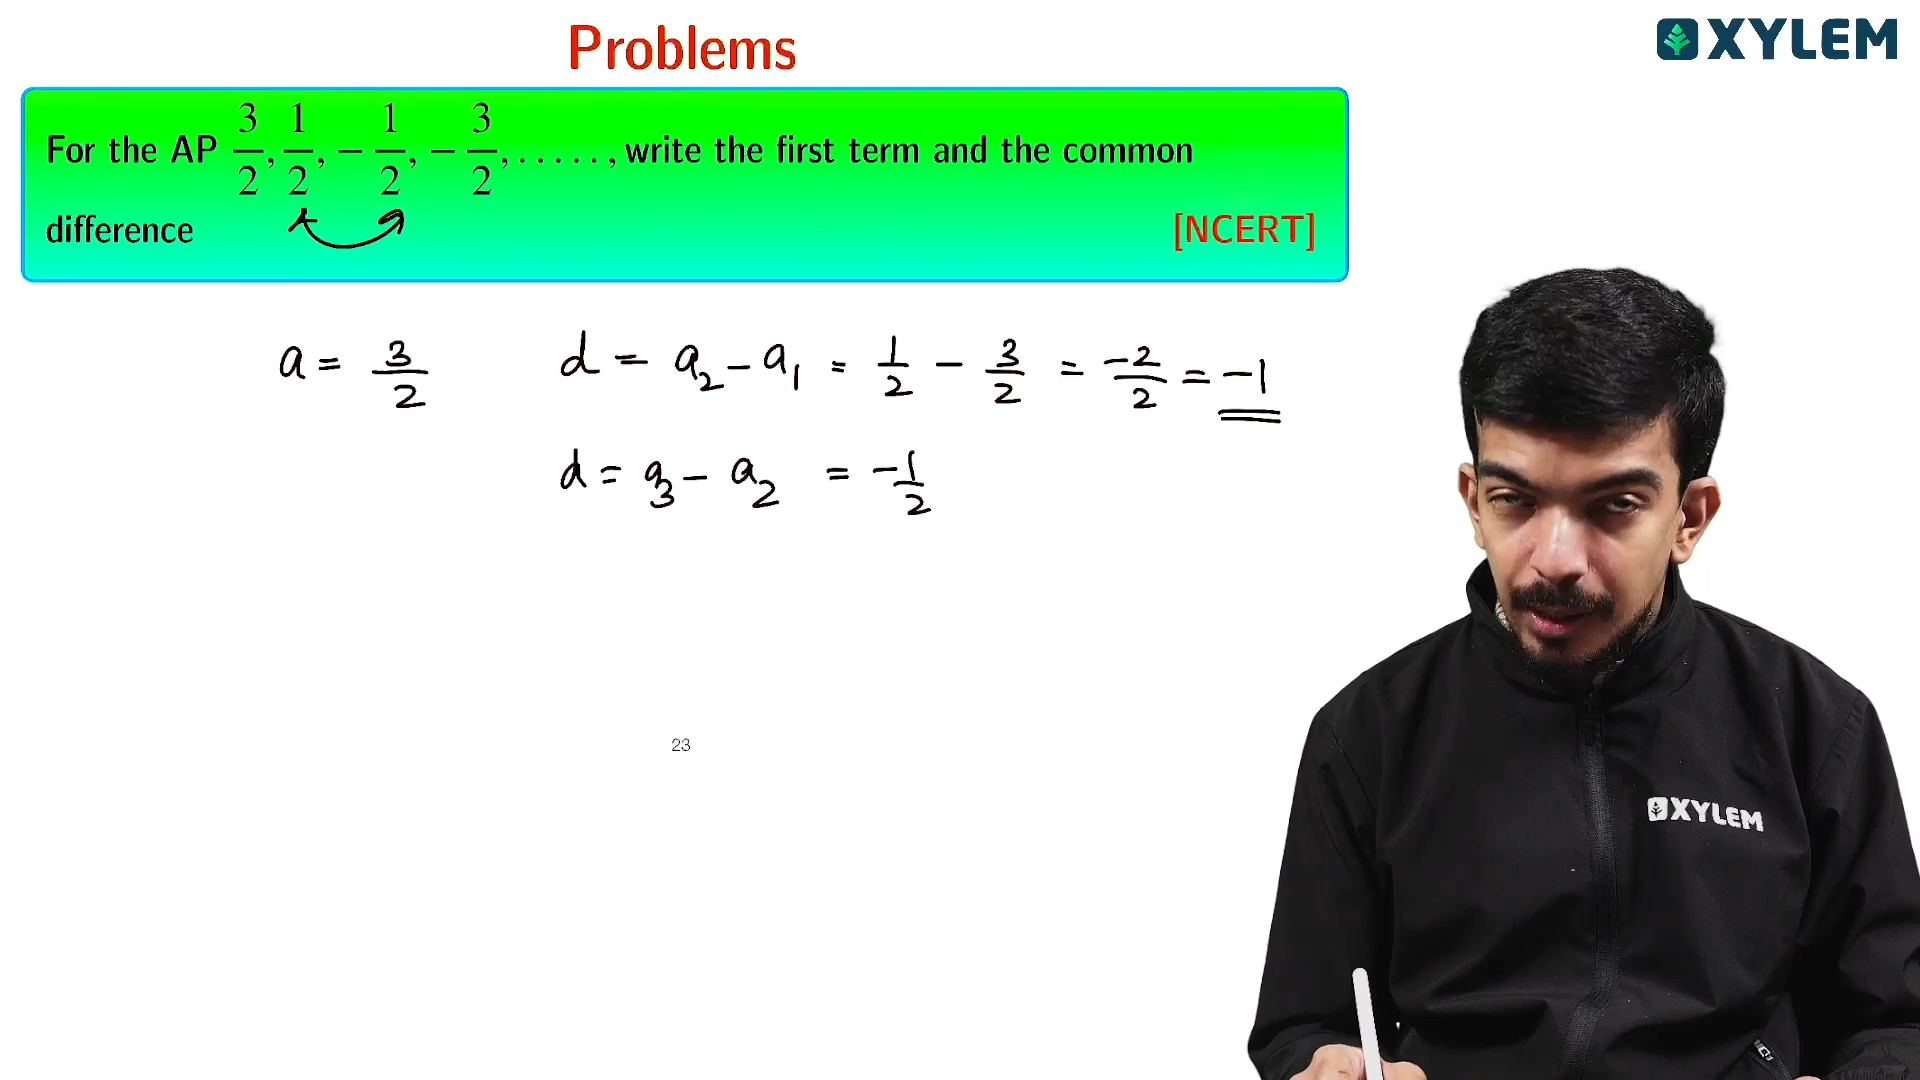 Problems
XYLEM
For the AP 3/2, 1/2, -1/2, -3/2, ....., write the first term and the common
difference [NCERT]
a = 3/2 d = a₂ - a₁ = 1/2 - 3/2 = -2/2 = -1
d = a₃ - a₂ = -1/2
23
XYLEM